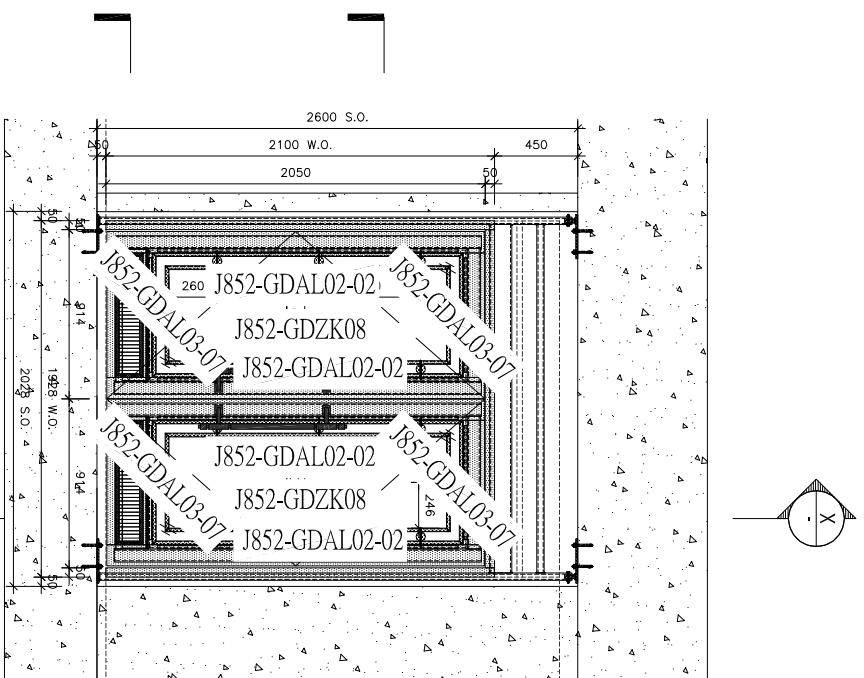 2600 S.O.
50
2100 W.O.
450
2050
50
50
50
J852-GDAL03-07
J852-GDAL02-02
J852-GDAL03-07
260
J852-GDZK08
J852-GDAL02-02
914
2028 S.O.
1928 W.O.
J852-GDAL03-07
J852-GDAL02-02
J852-GDAL03-07
J852-GDZK08
914
246
J852-GDAL02-02
50
50
- X